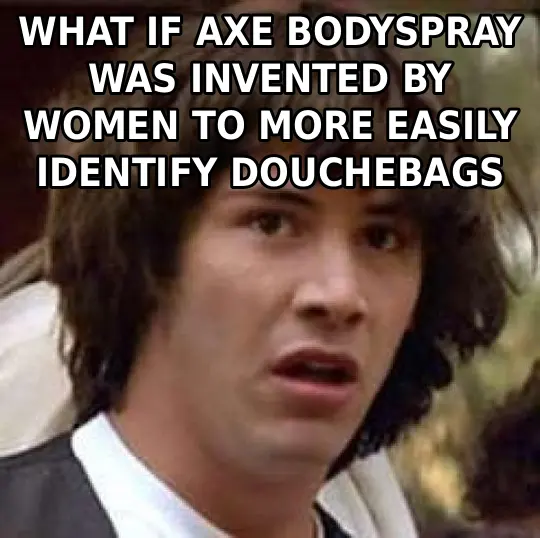 WHAT IF AXE BODYSPRAY
WAS INVENTED BY
WOMEN TO MORE EASILY
IDENTIFY DOUCHEBAGS